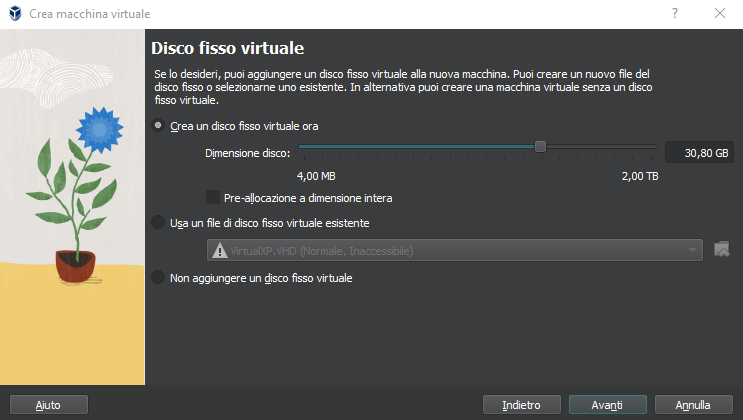 Crea macchina virtuale
Disco fisso virtuale
Se lo desideri, puoi aggiungere un disco fisso virtuale alla nuova macchina. Puoi creare un nuovo file del
disco fisso o selezionarne uno esistente. In alternativa puoi creare una macchina virtuale senza un disco
fisso virtuale.
Crea un disco fisso virtuale ora
Dimensione disco:
30,80 GB
4,00 MB
2,00 TB
Pre-allocazione a dimensione intera
Usa un file di disco fisso virtuale esistente
VirtualXP.VHD (Normale, Inaccessibile)
Non aggiungere un disco fisso virtuale
Aiuto
Indietro
Avanti
Annulla